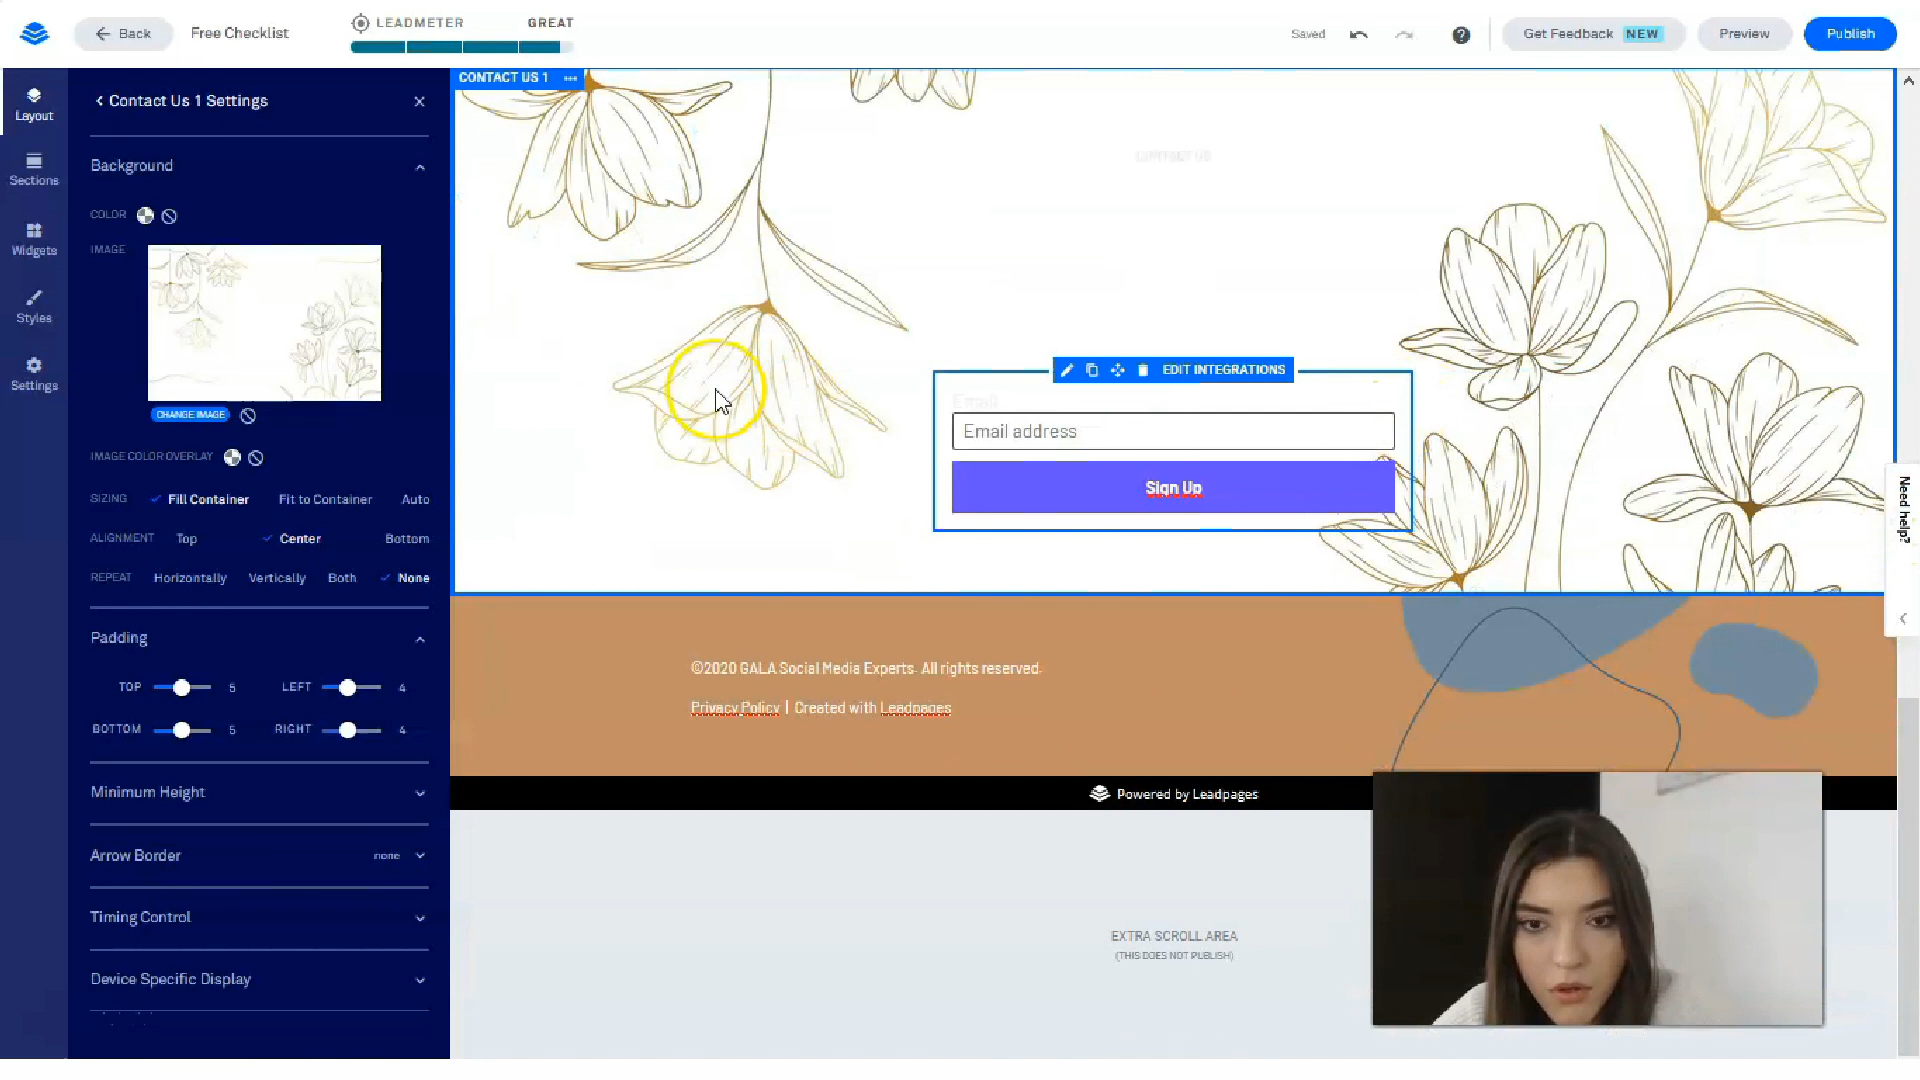 Back
Free Checklist
LEADMETER
GREAT
Saved
Get Feedback NEW
Preview
Publish
Layout
Sections
Widgets
Styles
Settings
Contact Us 1 Settings
Background
COLOR
IMAGE
CHANGE IMAGE
IMAGE COLOR OVERLAY
SIZING Fill Container Fit to Container Auto
ALIGNMENT Top Center Bottom
REPEAT Horizontally Vertically Both None
Padding
TOP 5 LEFT 4
BOTTOM 5 RIGHT 4
Minimum Height
Arrow Border none
Timing Control
Device Specific Display
CONTACT US 1
CONTACT US
EDIT INTEGRATIONS
Email
Email address
Sign Up
©2020 GALA Social Media Experts. All rights reserved.
Privacy Policy | Created with Leadpages
Powered by Leadpages
EXTRA SCROLL AREA
(THIS DOES NOT PUBLISH)
Need help?